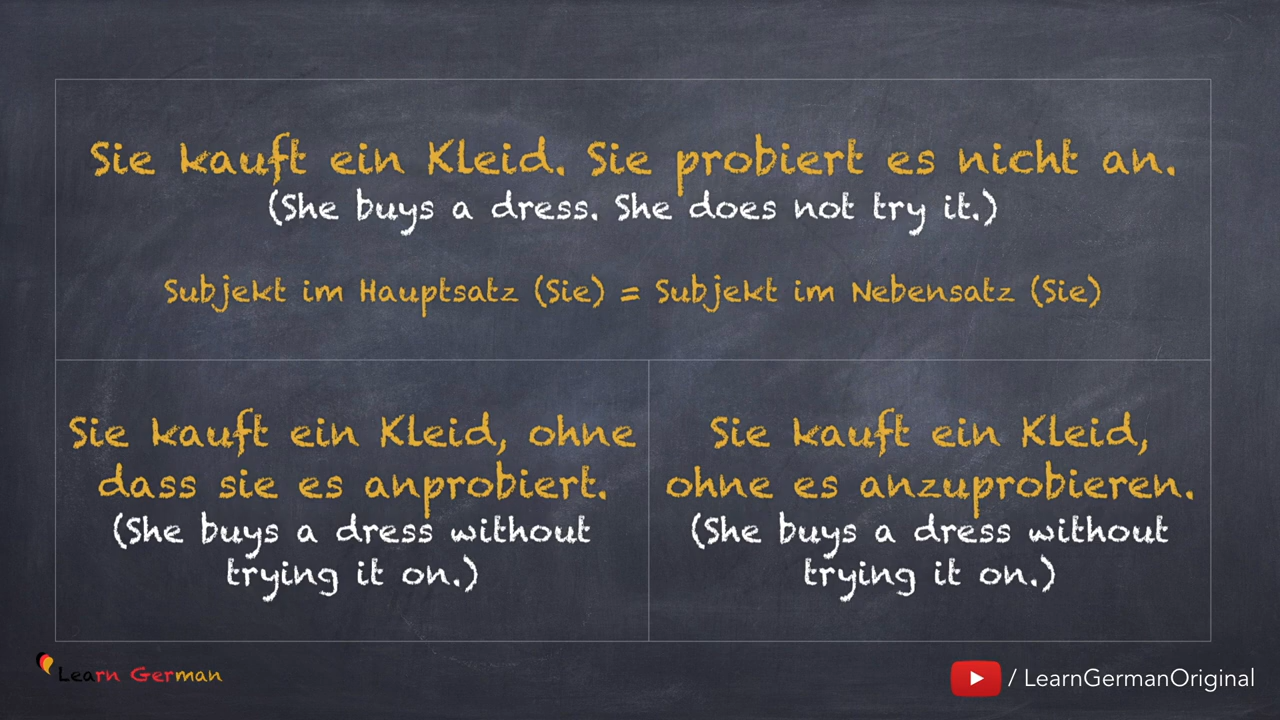 Sie kauft ein Kleid. Sie probiert es nicht an.
(She buys a dress. She does not try it.)
Subjekt im Hauptsatz (Sie) = Subjekt im Nebensatz (Sie)
Sie kauft ein Kleid, ohne
dass sie es anprobiert.
(She buys a dress without
trying it on.)
Sie kauft ein Kleid,
ohne es anzuprobieren.
(She buys a dress without
trying it on.)
Learn German
/ LearnGermanOriginal